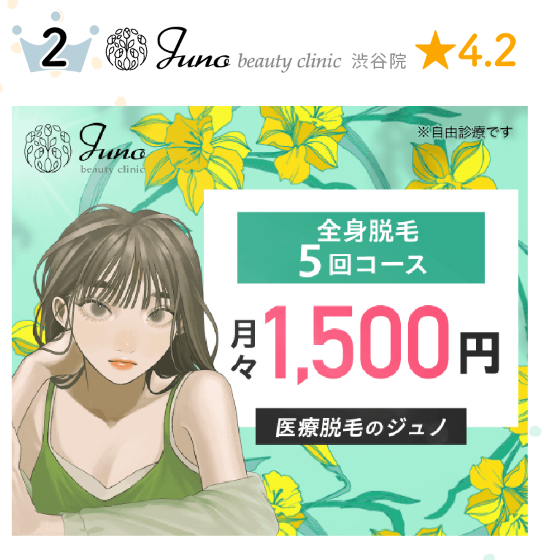 2 Juno beauty clinic 渋谷院 ★4.2
Juno
beauty clinic
※自由診療です
全身脱毛
5回コース
月々1,500円
医療脱毛のジュノ